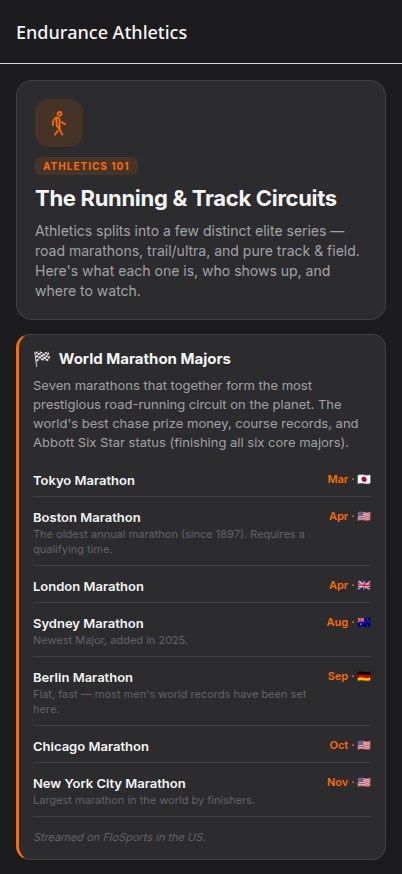 Endurance Athletics
ATHLETICS 101
The Running & Track Circuits
Athletics splits into a few distinct elite series —
road marathons, trail/ultra, and pure track & field.
Here's what each one is, who shows up, and
where to watch.
World Marathon Majors
Seven marathons that together form the most
prestigious road-running circuit on the planet. The
world's best chase prize money, course records, and
Abbott Six Star status (finishing all six core majors).
Tokyo Marathon Mar · 🇯🇵
Boston Marathon Apr · 🇺🇸
The oldest annual marathon (since 1897). Requires a
qualifying time.
London Marathon Apr · 🇬🇧
Sydney Marathon Aug · 🇦🇺
Newest Major, added in 2025.
Berlin Marathon Sep · 🇩🇪
Flat, fast — most men's world records have been set
here.
Chicago Marathon Oct · 🇺🇸
New York City Marathon Nov · 🇺🇸
Largest marathon in the world by finishers.
Streamed on FloSports in the US.